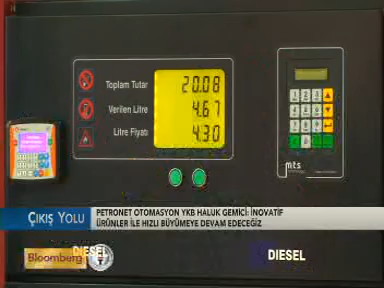 Toplam Tutar 20.08
Verilen Litre 4.67
Litre Fiyatı 4.30
mts
ÇIKIŞ YOLU
PETRONET OTOMASYON YKB HALUK GEMİCİ: İNOVATİF
ÜRÜNLER İLE HIZLI BÜYÜMEYE DEVAM EDECEĞİZ
Bloomberg
DIESEL
DIESEL